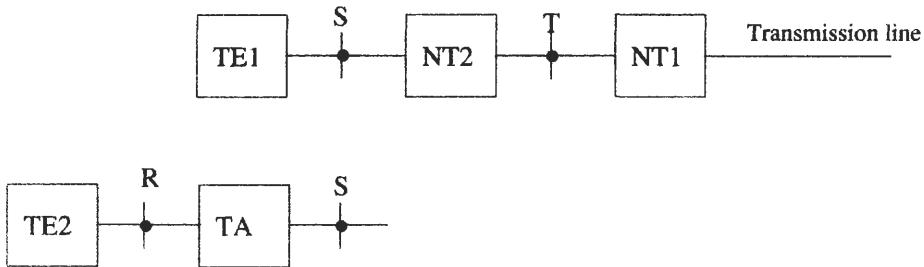 S
T
Transmission line
TE1
NT2
NT1
R
S
TE2
TA